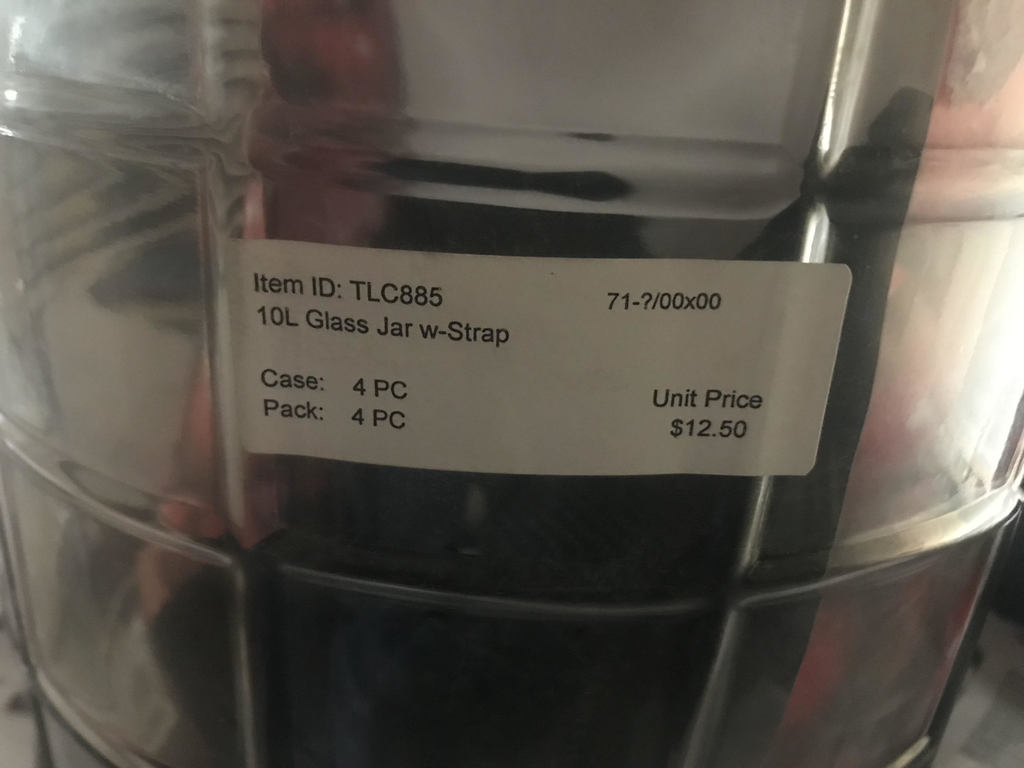 Item ID: TLC885 71-?/00x00
10L Glass Jar w-Strap
Case: 4 PC
Pack: 4 PC
Unit Price
$12.50